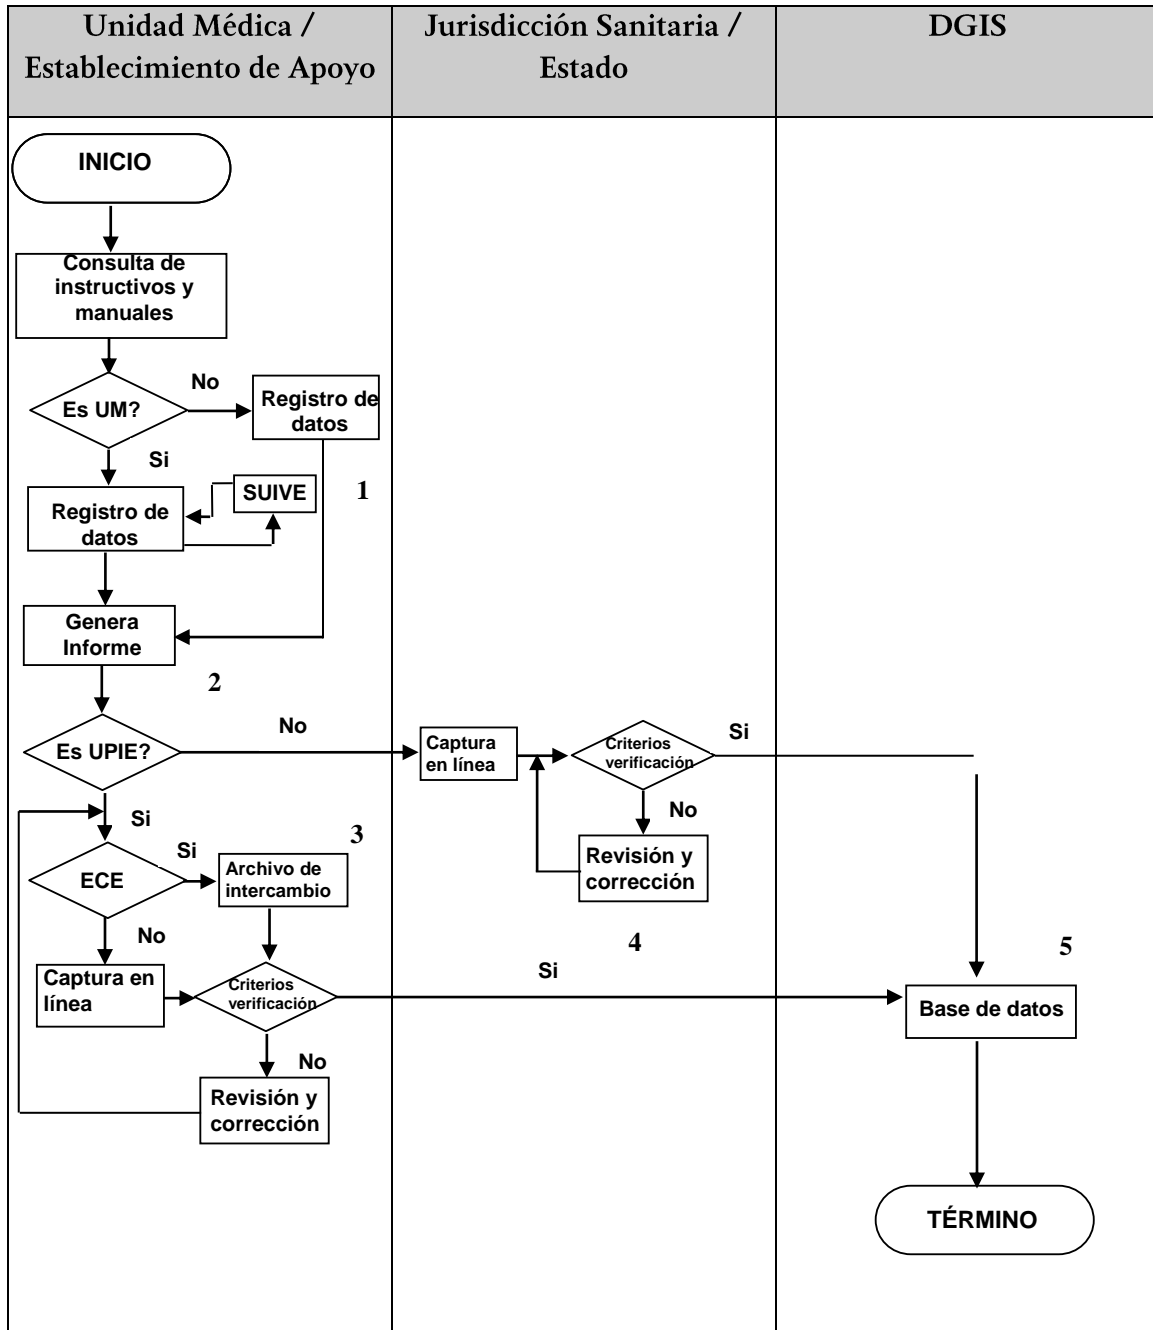 Unidad Médica /
Establecimiento de Apoyo
Jurisdicción Sanitaria /
Estado
DGIS
INICIO
Consulta de
instructivos y
manuales
Es UM?
No
Registro de
datos
Si
SUIVE
1
Registro de
datos
Genera
Informe
2
Es UPIE?
No
Captura
en línea
Criterios
verificación
Si
No
Revisión y
corrección
4
Si
3
ECE
Si
Archivo de
intercambio
No
Captura en
línea
Criterios
verificación
Si
No
Revisión y
corrección
5
Base de datos
TÉRMINO